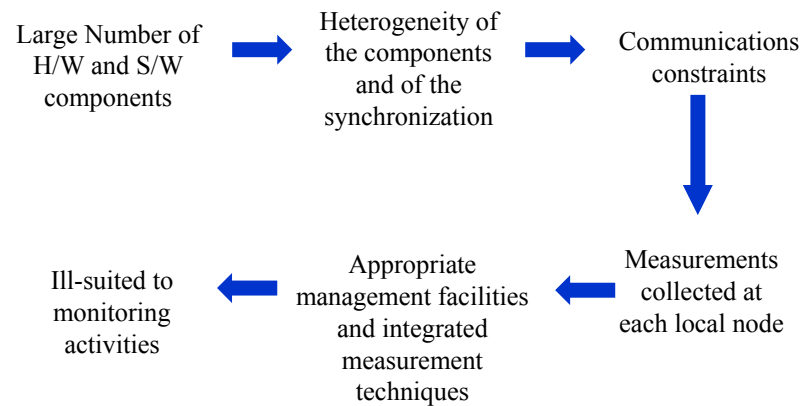 Large Number of
H/W and S/W
components
Heterogeneity of
the components
and of the
synchronization
Communications
constraints
Measurements
collected at
each local node
Appropriate
management facilities
and integrated
measurement
techniques
Ill-suited to
monitoring
activities